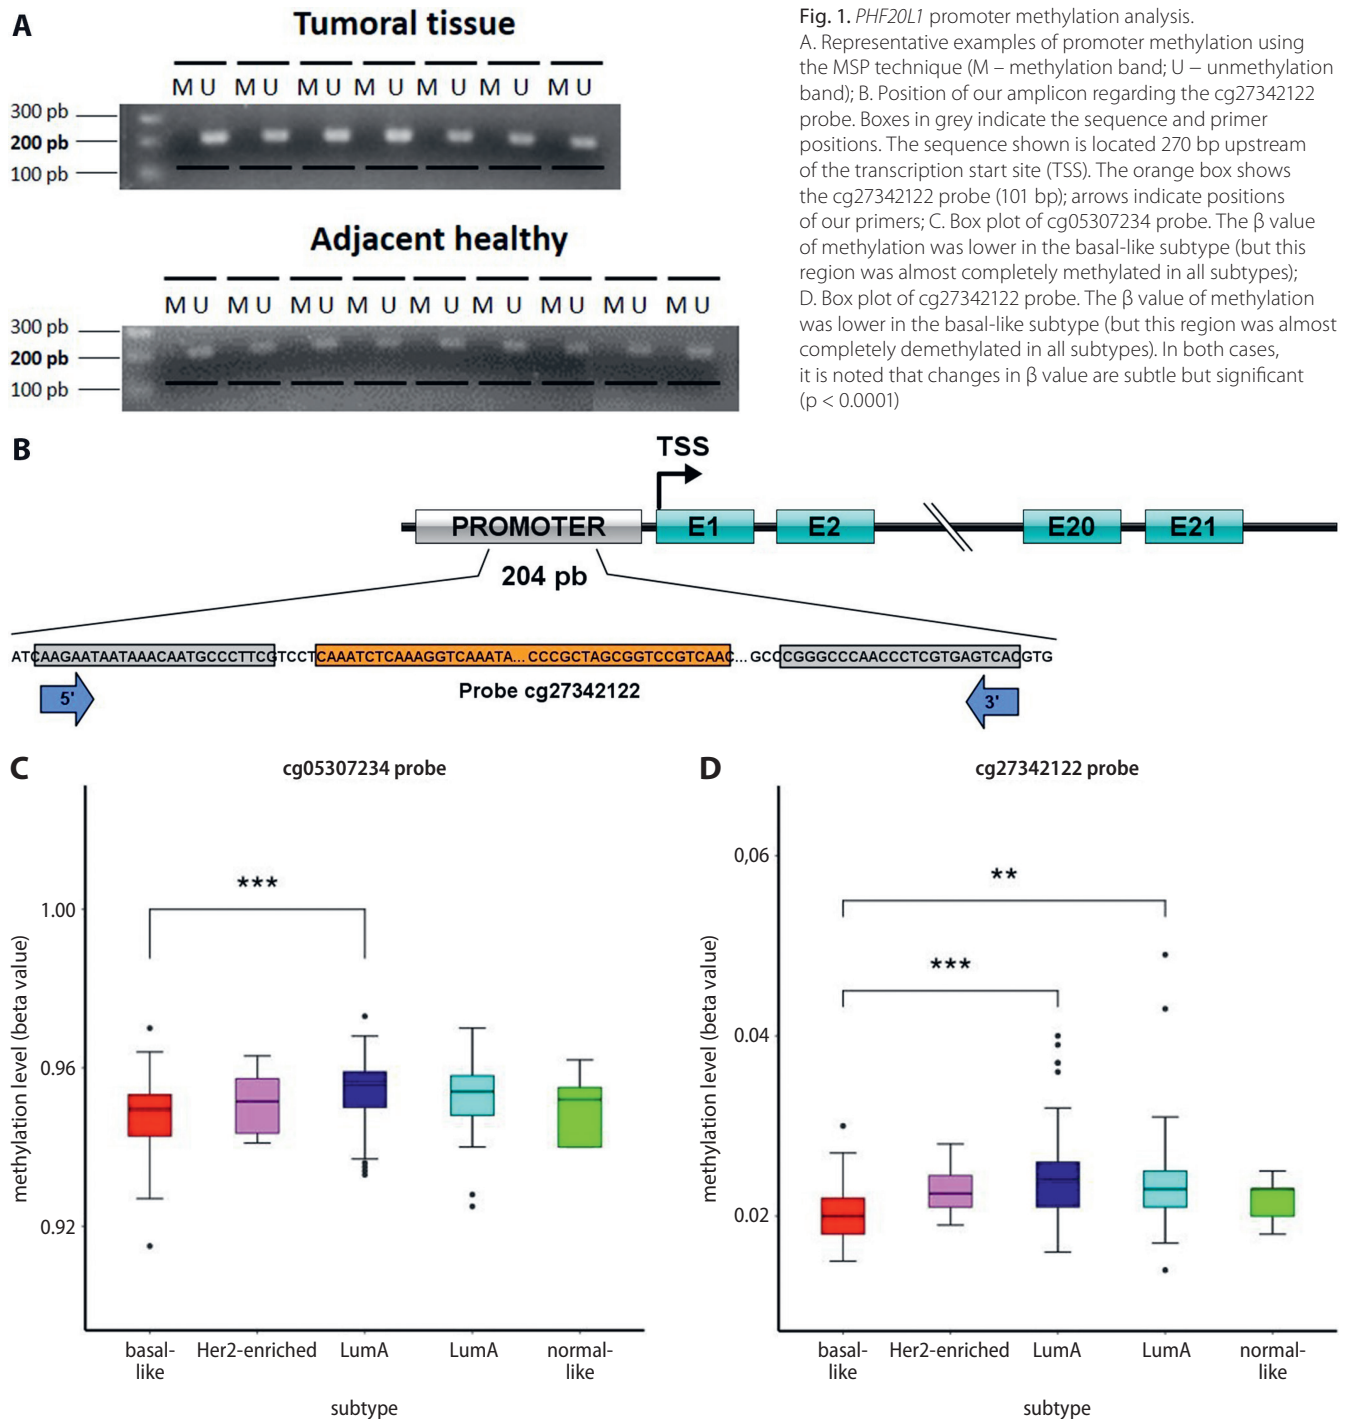 A
Tumoral tissue
M U M U M U M U M U M U M U
300 pb
200 pb
100 pb
Adjacent healthy
M U M U M U M U M U M U M U M U M U
300 pb
200 pb
100 pb
Fig. 1. PHF20L1 promoter methylation analysis.
A. Representative examples of promoter methylation using
the MSP technique (M – methylation band; U – unmethylation
band); B. Position of our amplicon regarding the cg27342122
probe. Boxes in grey indicate the sequence and primer
positions. The sequence shown is located 270 bp upstream
of the transcription start site (TSS). The orange box shows
the cg27342122 probe (101 bp); arrows indicate positions
of our primers; C. Box plot of cg05307234 probe. The β value
of methylation was lower in the basal-like subtype (but this
region was almost completely methylated in all subtypes);
D. Box plot of cg27342122 probe. The β value of methylation
was lower in the basal-like subtype (but this region was almost
completely demethylated in all subtypes). In both cases,
it is noted that changes in β value are subtle but significant
(p < 0.0001)
B
TSS
PROMOTER E1 E2 E20 E21
204 pb
ATCAAGAATAATAAACAATGCCCTTCGTCCTCAAATCTCAAAGGTCAAATA... CCCGCTAGCGGTCCGTCAAC... GCCCGGGCCCAACCCTCGTGAGTCACGTG
5' 3'
Probe cg27342122
C
cg05307234 probe
***
methylation level (beta value)
1.00
0.96
0.92
basal-like Her2-enriched LumA LumA normal-like
subtype
D
cg27342122 probe
**
***
methylation level (beta value)
0,06
0.04
0.02
basal-like Her2-enriched LumA LumA normal-like
subtype